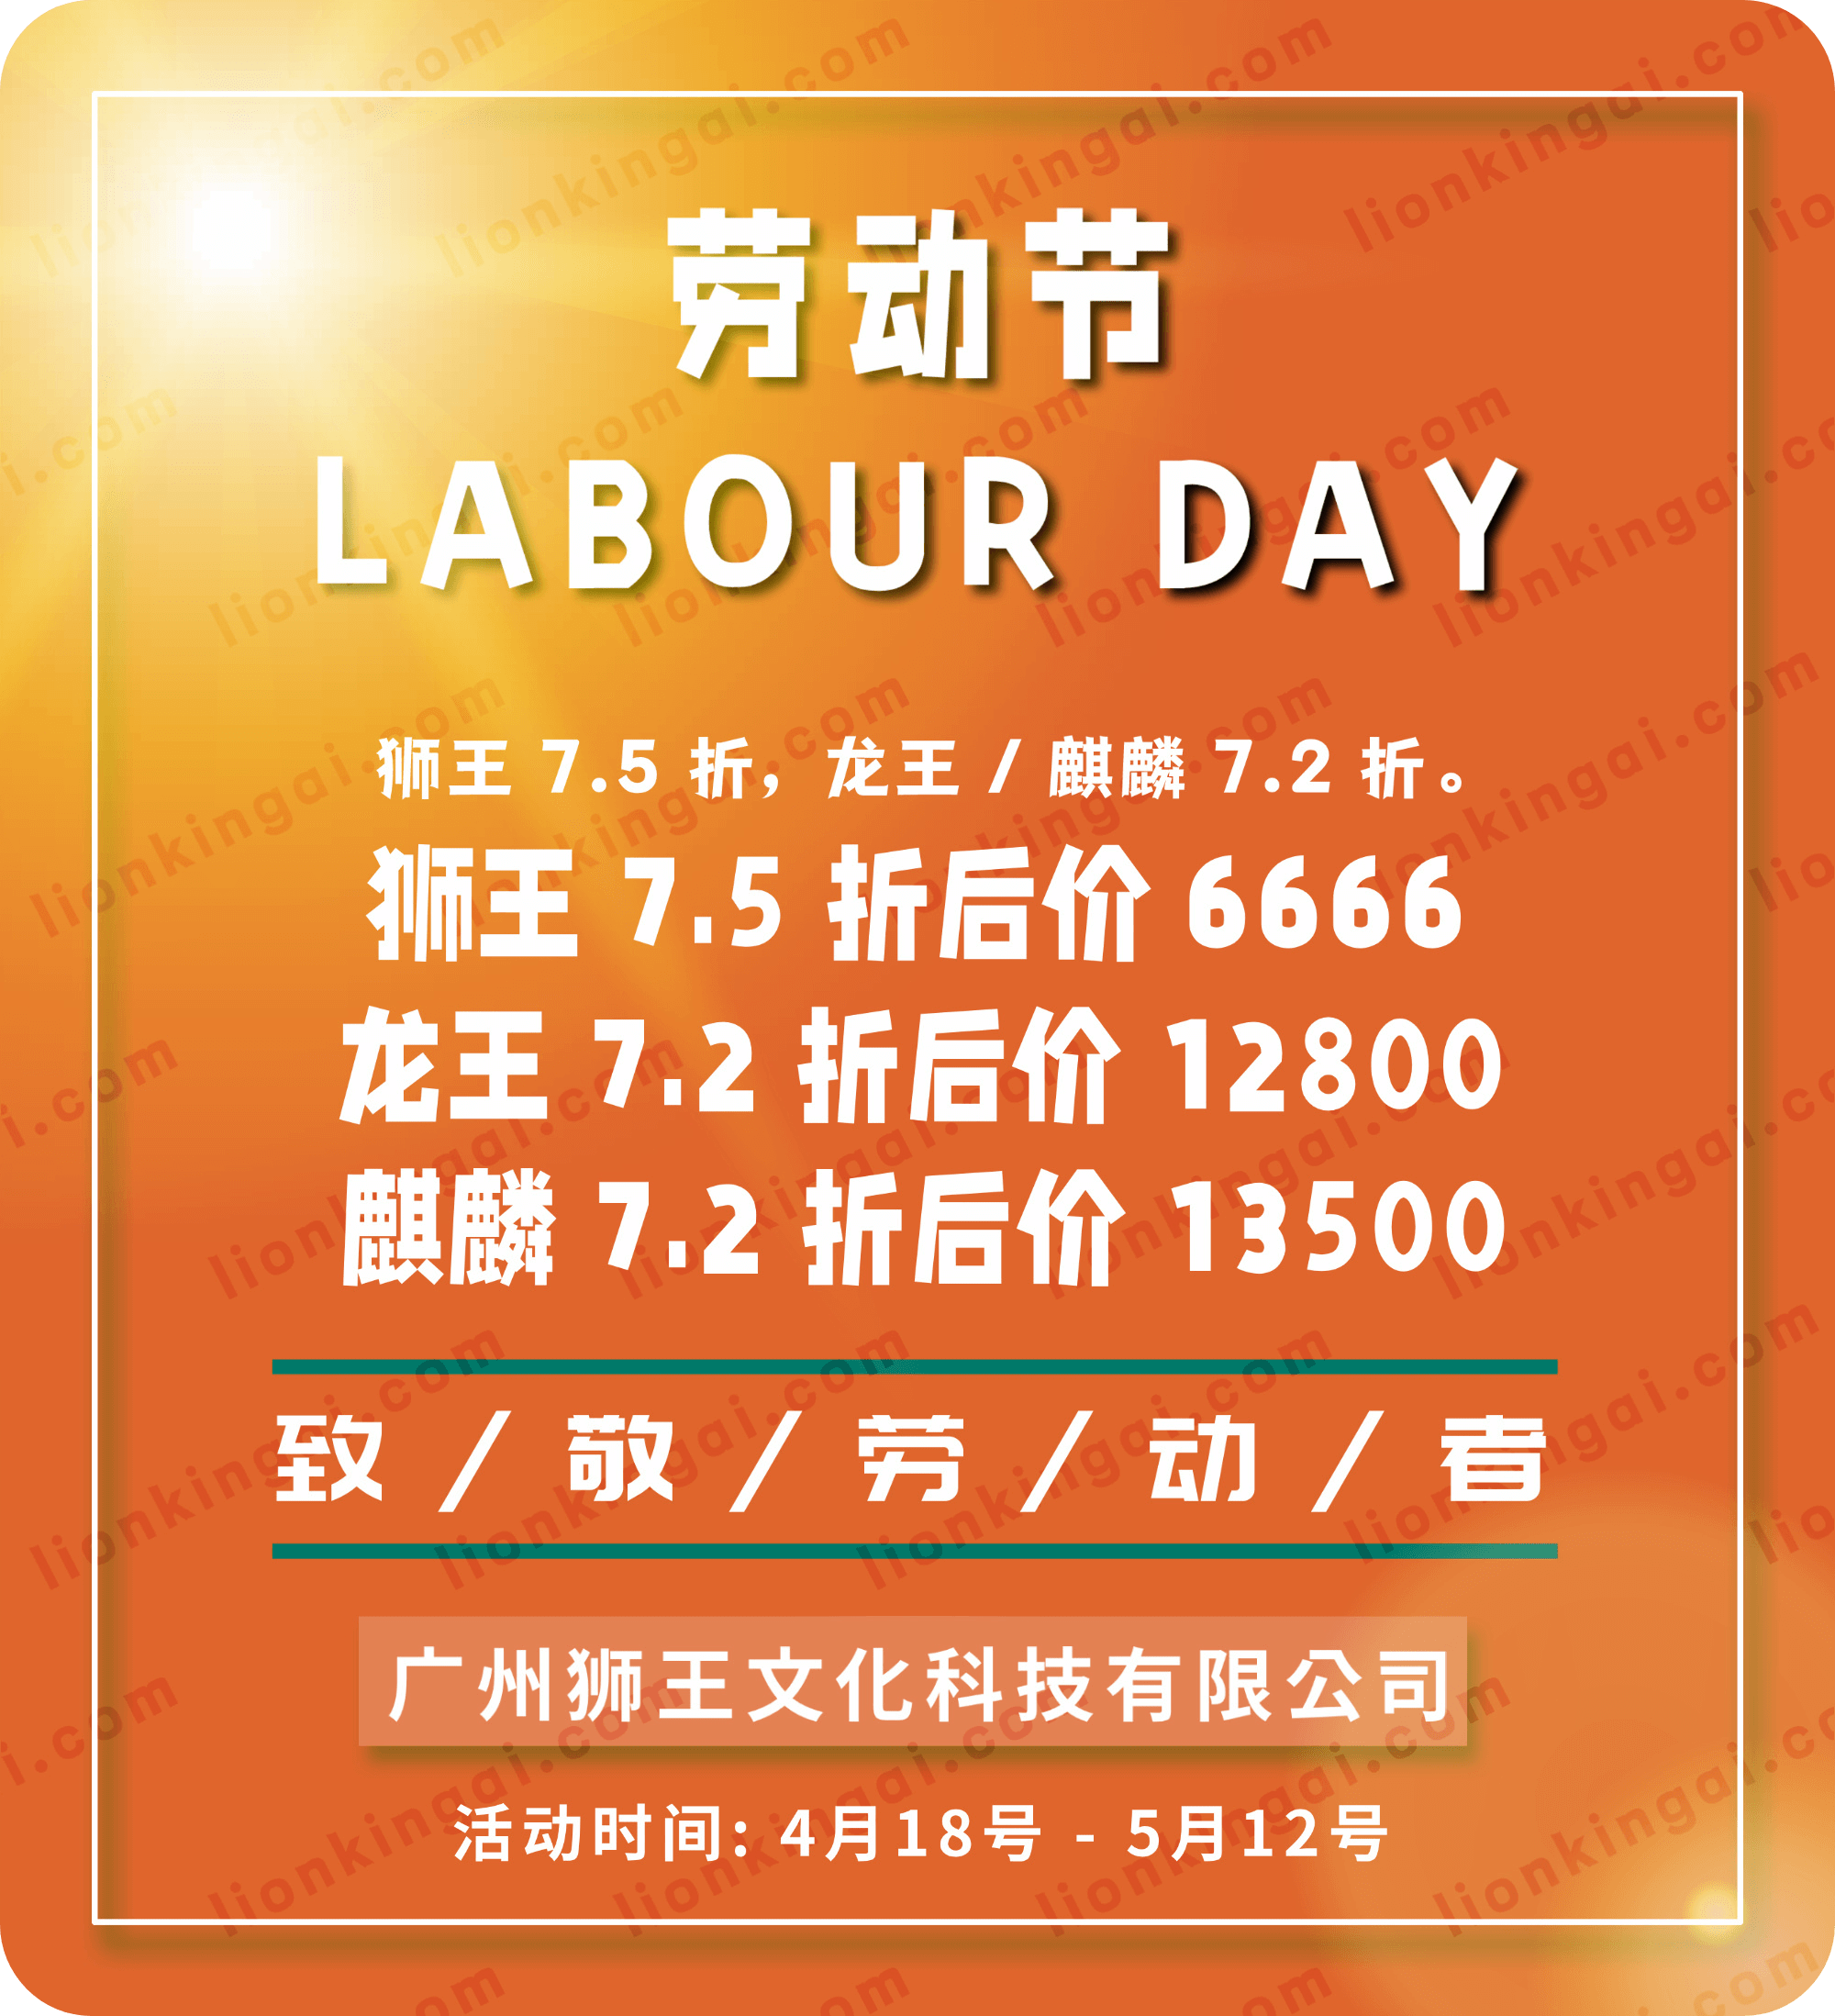 劳动节
LABOUR DAY
狮王 7.5 折，龙王 / 麒麟 7.2 折。
狮王 7.5 折后价 6666
龙王 7.2 折后价 12800
麒麟 7.2 折后价 13500
致 / 敬 / 劳 / 动 / 者
广州狮王文化科技有限公司
活动时间：4月18号 - 5月12号
lionkingai.com